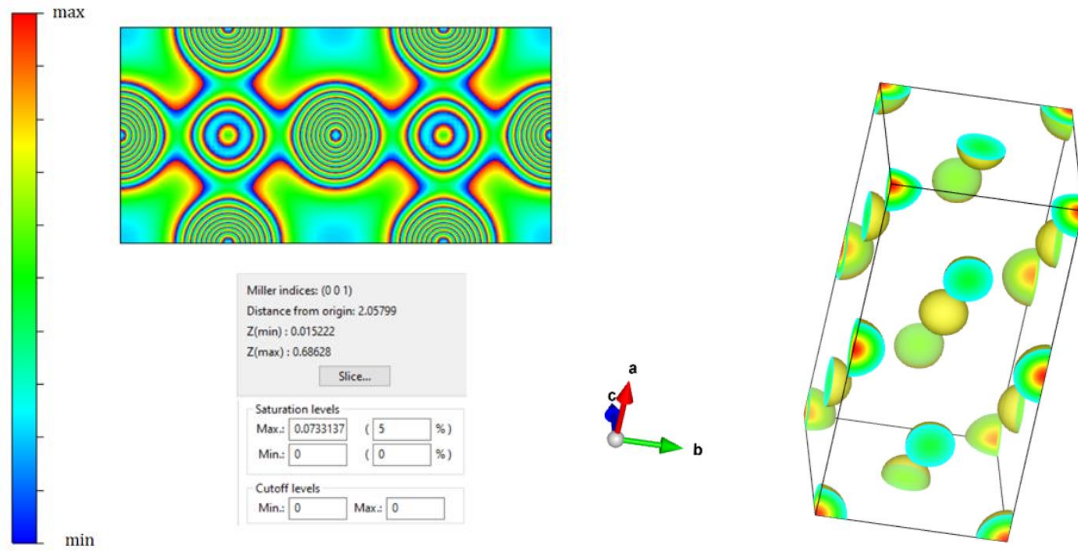 max
Miller indices: (0 0 1)
Distance from origin: 2.05799
Z(min) : 0.015222
Z(max) : 0.68628
Slice...
Saturation levels
Max.: 0.0733137 ( 5 %)
Min.: 0 ( 0 %)
Cutoff levels
Min.: 0 Max.: 0
min
a
c
b